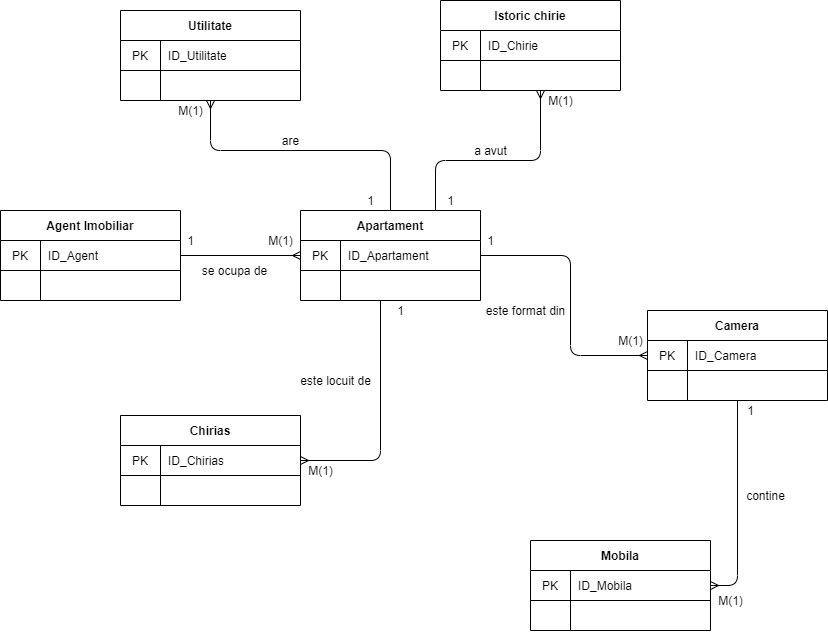 Utilitate
PK ID_Utilitate
M(1)
are
1
Istoric chirie
PK ID_Chirie
M(1)
a avut
1
Agent Imobiliar
PK ID_Agent
1
se ocupa de
M(1)
Apartament
PK ID_Apartament
1
este format din
M(1)
Camera
PK ID_Camera
1
este locuit de
M(1)
Chirias
PK ID_Chirias
1
contine
M(1)
Mobila
PK ID_Mobila